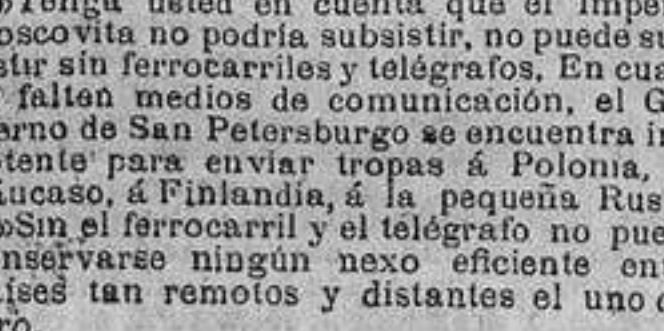 »Tenga usted en cuenta que el Impe
oscovita no podría subsistir, no puede su
stir sin ferrocarriles y telégrafos. En cua
falten medios de comunicación, el G
erno de San Petersburgo se encuentra i
tente para enviar tropas á Polonia,
aucaso, á Finlandia, á la pequeña Rus
»Sin el ferrocarril y el telégrafo no pue
nservarse ningún nexo eficiente en
aíses tan remotos y distantes el uno
ro.